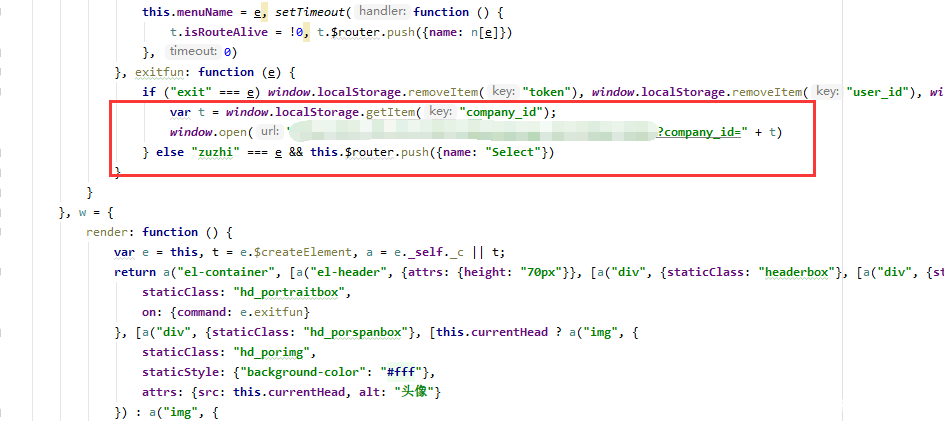 this.menuName = e, setTimeout( handler: function () {
t.isRouteAlive = !0, t.$router.push({name: n[e]})
}, timeout: 0)
}, exitfun: function (e) {
if ("exit" === e) window.localStorage.removeItem( key: "token"), window.localStorage.removeItem( key: "user_id"), wi
var t = window.localStorage.getItem( key: "company_id");
window.open( url: "?company_id=" + t)
} else "zuzhi" === e && this.$router.push({name: "Select"})
}
}
}, w = {
render: function () {
var e = this, t = e.$createElement, a = e._self._c || t;
return a("el-container", [a("el-header", {attrs: {height: "70px"}}, [a("div", {staticClass: "headerbox"}, [a("div", {st
staticClass: "hd_portraitbox",
on: {command: e.exitfun}
}, [a("div", {staticClass: "hd_porspanbox"}, [this.currentHead ? a("img", {
staticClass: "hd_porimg",
staticStyle: {"background-color": "#fff"},
attrs: {src: this.currentHead, alt: "头像"}
}) : a("img", {